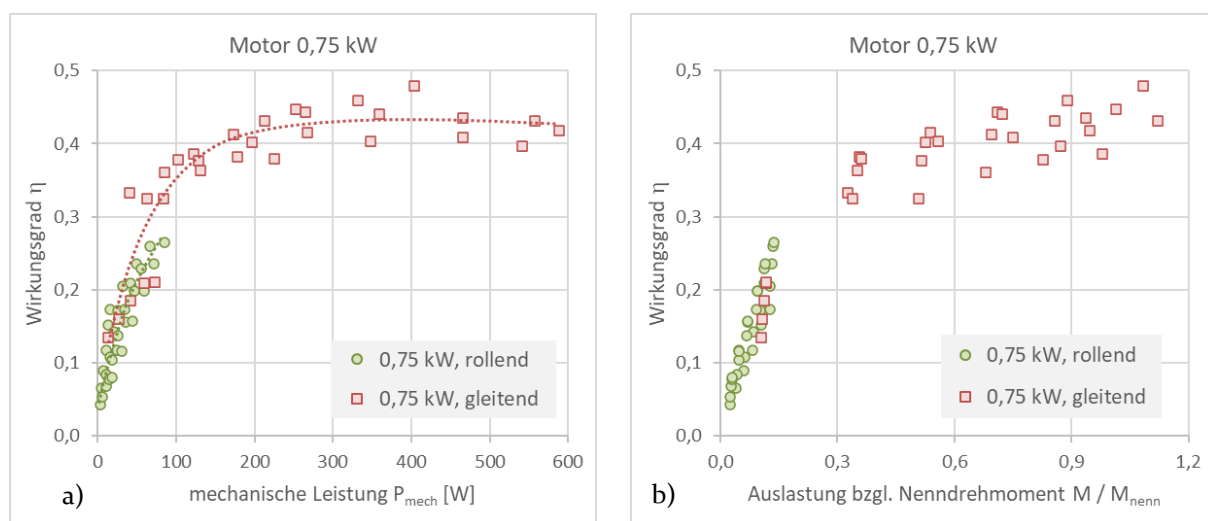 Motor 0,75 kW
Wirkungsgrad η
0,5
0,4
0,3
0,2
0,1
0,0
0,75 kW, rollend
0,75 kW, gleitend
0 100 200 300 400 500 600
a) mechanische Leistung P_mech [W]
Motor 0,75 kW
Wirkungsgrad η
0,5
0,4
0,3
0,2
0,1
0,0
0,75 kW, rollend
0,75 kW, gleitend
0,0 0,3 0,6 0,9 1,2
b) Auslastung bzgl. Nenndrehmoment M / M_nenn